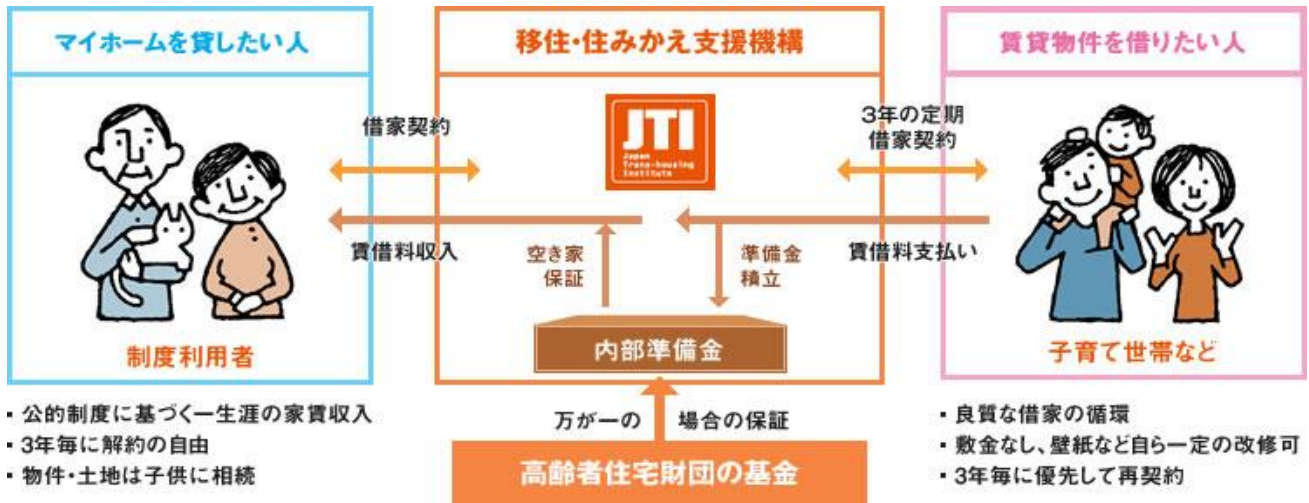 マイホームを貸したい人
移住・住みかえ支援機構
賃貸物件を借りたい人
借家契約
JTI
Japan
Trans-housing
Institute
3年の定期
借家契約
賃借料収入
空き家
保証
準備金
積立
賃借料支払い
制度利用者
内部準備金
子育て世帯など
▪ 公的制度に基づく一生涯の家賃収入
▪ 3年毎に解約の自由
▪ 物件・土地は子供に相続
万が一の 場合の保証
高齢者住宅財団の基金
▪ 良質な借家の循環
▪ 敷金なし、壁紙など自ら一定の改修可
▪ 3年毎に優先して再契約